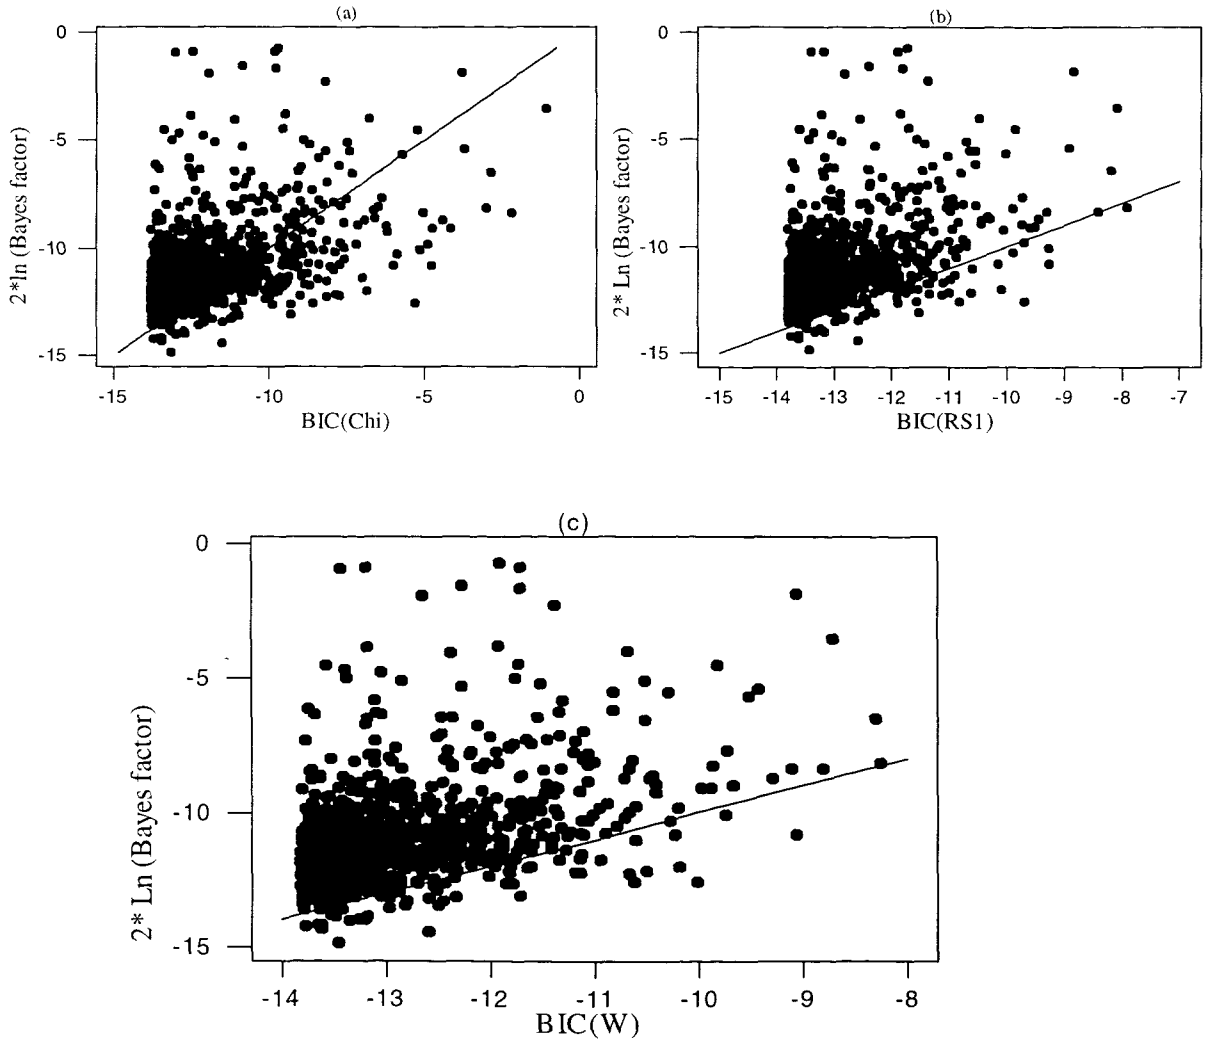 (a)
0
-5
-10
-15
2*ln (Bayes factor)
-15 -10 -5 0
BIC(Chi)
(b)
0
-5
-10
-15
2* Ln (Bayes factor)
-15 -14 -13 -12 -11 -10 -9 -8 -7
BIC(RS1)
(c)
0
-5
-10
-15
2* Ln (Bayes factor)
-14 -13 -12 -11 -10 -9 -8
BIC(W)